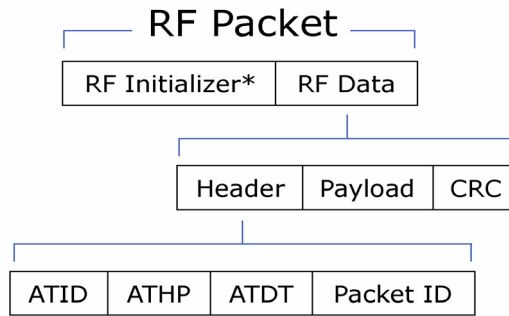 RF Packet
RF Initializer* RF Data
Header Payload CRC
ATID ATHP ATDT Packet ID